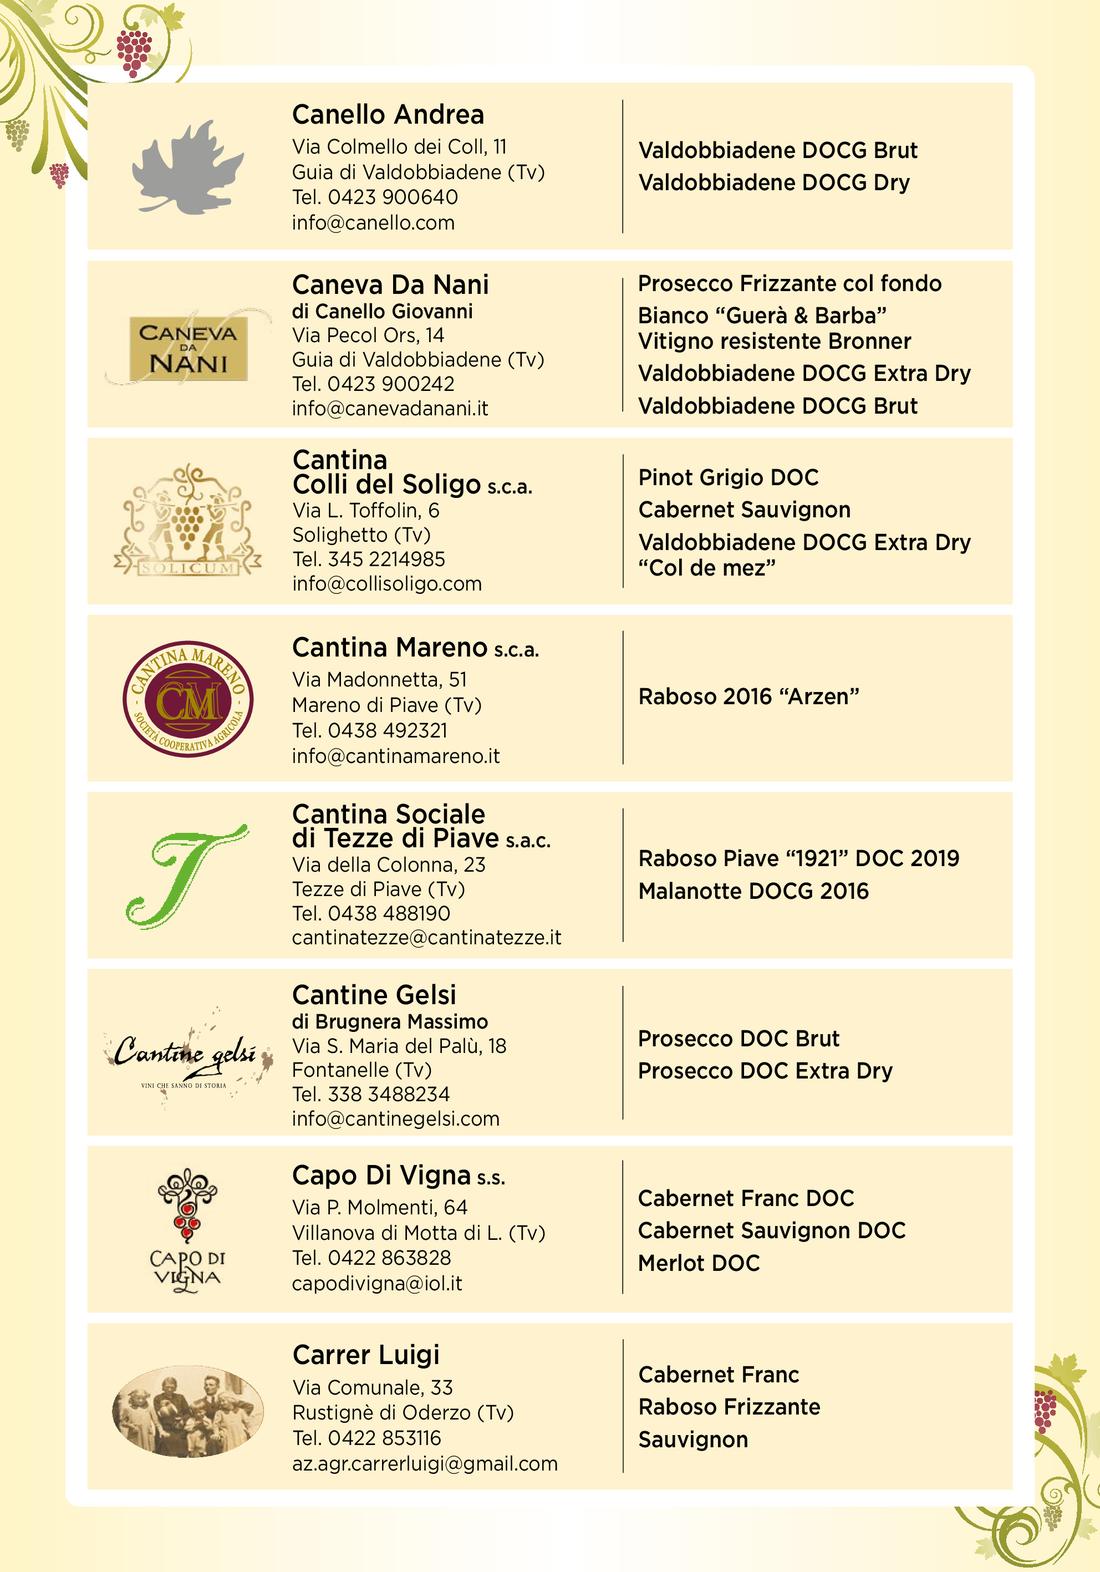 Canello Andrea
Via Colmello dei Coll, 11
Guia di Valdobbiadene (Tv)
Tel. 0423 900640
info@canello.com
Valdobbiadene DOCG Brut
Valdobbiadene DOCG Dry
CANEVA
DA
NANI
Caneva Da Nani
di Canello Giovanni
Via Pecol Ors, 14
Guia di Valdobbiadene (Tv)
Tel. 0423 900242
info@canevadanani.it
Prosecco Frizzante col fondo
Bianco “Guerà & Barba”
Vitigno resistente Bronner
Valdobbiadene DOCG Extra Dry
Valdobbiadene DOCG Brut
SOLICUM
Cantina
Colli del Soligo s.c.a.
Via L. Toffolin, 6
Solighetto (Tv)
Tel. 345 2214985
info@collisoligo.com
Pinot Grigio DOC
Cabernet Sauvignon
Valdobbiadene DOCG Extra Dry
“Col de mez”
CANTINA MARENO
CM
SOCIETÀ COOPERATIVA AGRICOLA
Cantina Mareno s.c.a.
Via Madonnetta, 51
Mareno di Piave (Tv)
Tel. 0438 492321
info@cantinamareno.it
Raboso 2016 “Arzen”
T
Cantina Sociale
di Tezze di Piave s.a.c.
Via della Colonna, 23
Tezze di Piave (Tv)
Tel. 0438 488190
cantinatezze@cantinatezze.it
Raboso Piave “1921” DOC 2019
Malanotte DOCG 2016
Cantine gelsi
VINI CHE SANNO DI STORIA
Cantine Gelsi
di Brugnera Massimo
Via S. Maria del Palù, 18
Fontanelle (Tv)
Tel. 338 3488234
info@cantinegelsi.com
Prosecco DOC Brut
Prosecco DOC Extra Dry
CAPO DI
VIGNA
Capo Di Vigna s.s.
Via P. Molmenti, 64
Villanova di Motta di L. (Tv)
Tel. 0422 863828
capodivigna@iol.it
Cabernet Franc DOC
Cabernet Sauvignon DOC
Merlot DOC
Carrer Luigi
Via Comunale, 33
Rustignè di Oderzo (Tv)
Tel. 0422 853116
az.agr.carrerluigi@gmail.com
Cabernet Franc
Raboso Frizzante
Sauvignon